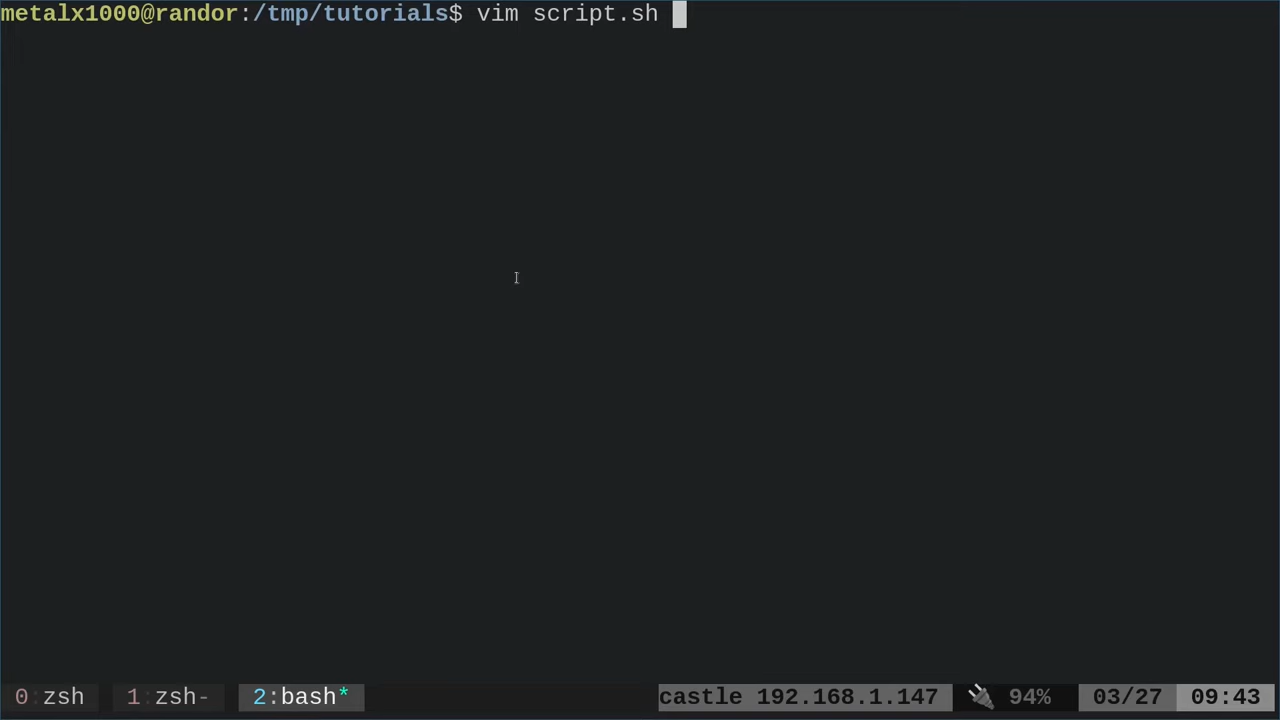 metalx1000@randor:/tmp/tutorials$ vim script.sh
0:zsh 1:zsh- 2:bash* castle 192.168.1.147 94% 03/27 09:43